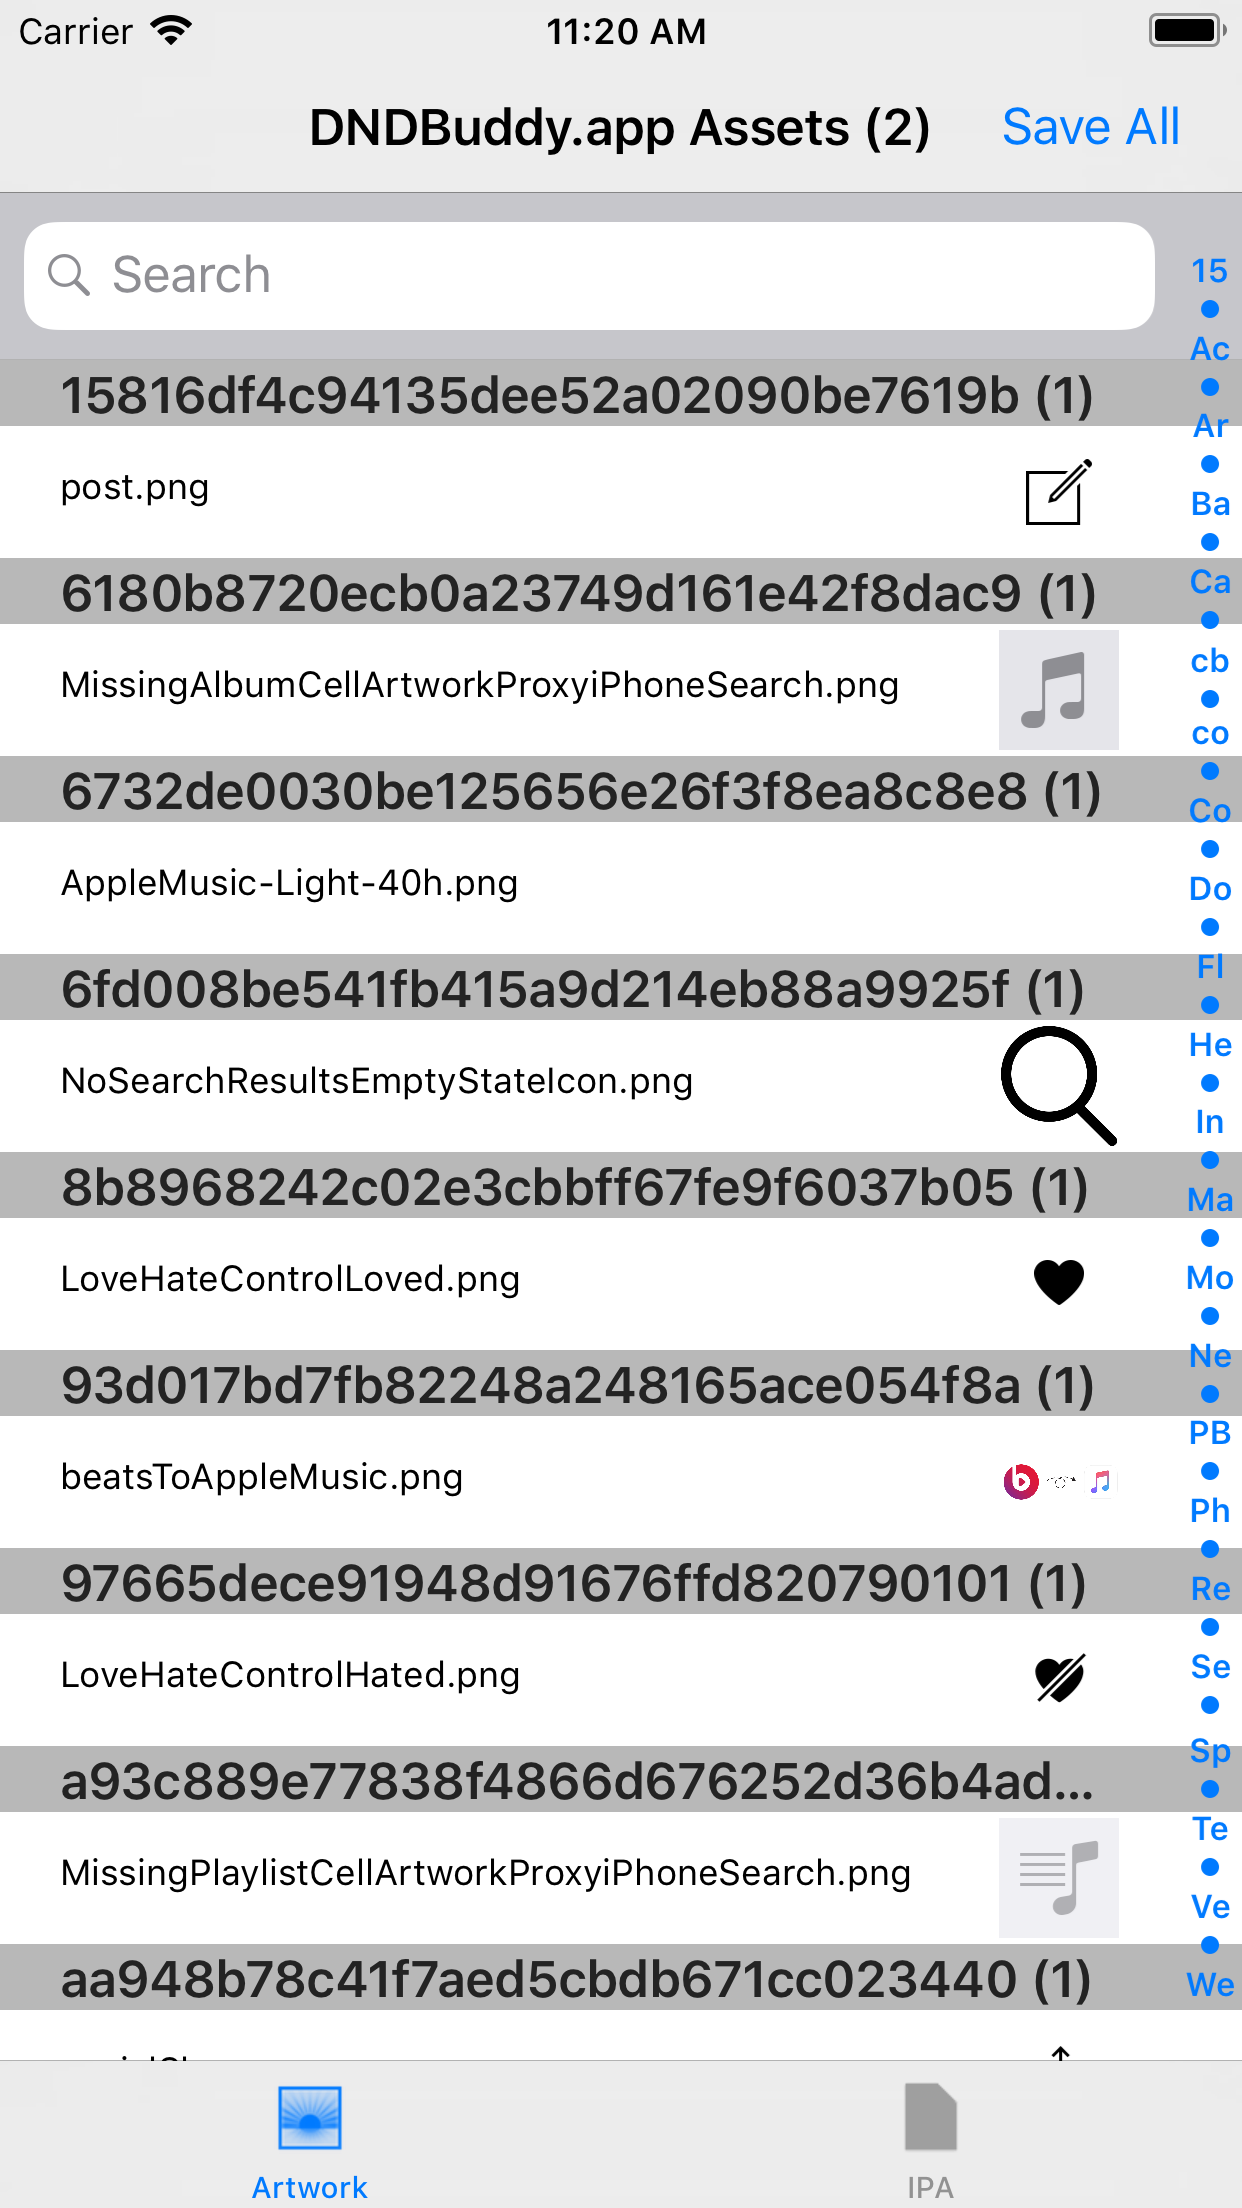 Carrier 11:20 AM
DNDBuddy.app Assets (2) Save All
Search
15816df4c94135dee52a02090be7619b (1)
post.png
6180b8720ecb0a23749d161e42f8dac9 (1)
MissingAlbumCellArtworkProxyiPhoneSearch.png
6732de0030be125656e26f3f8ea8c8e8 (1)
AppleMusic-Light-40h.png
6fd008be541fb415a9d214eb88a9925f (1)
NoSearchResultsEmptyStateIcon.png
8b8968242c02e3cbbff67fe9f6037b05 (1)
LoveHateControlLoved.png
93d017bd7fb82248a248165ace054f8a (1)
beatsToAppleMusic.png
97665dece91948d91676ffd820790101 (1)
LoveHateControlHated.png
a93c889e77838f4866d676252d36b4ad...
MissingPlaylistCellArtworkProxyiPhoneSearch.png
aa948b78c41f7aed5cbdb671cc023440 (1)
15
Ac
Ar
Ba
Ca
cb
co
Co
Do
Fl
He
In
Ma
Mo
Ne
PB
Ph
Re
Se
Sp
Te
Ve
We
Artwork
IPA